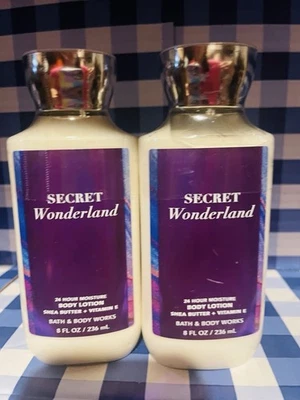 SECRET
Wonderland
24 HOUR MOISTURE
BODY LOTION
SHEA BUTTER + VITAMIN E
BATH & BODY WORKS
8 FL OZ / 236 mL
SECRET
Wonderland
24 HOUR MOISTURE
BODY LOTION
SHEA BUTTER + VITAMIN E
BATH & BODY WORKS
8 FL OZ / 236 mL